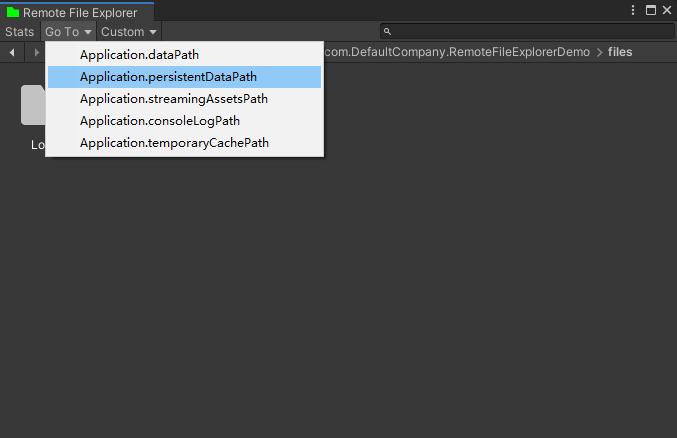 Remote File Explorer
Stats Go To Custom
com.DefaultCompany.RemoteFileExplorerDemo > files
Application.dataPath
Application.persistentDataPath
Application.streamingAssetsPath
Application.consoleLogPath
Application.temporaryCachePath
Lo